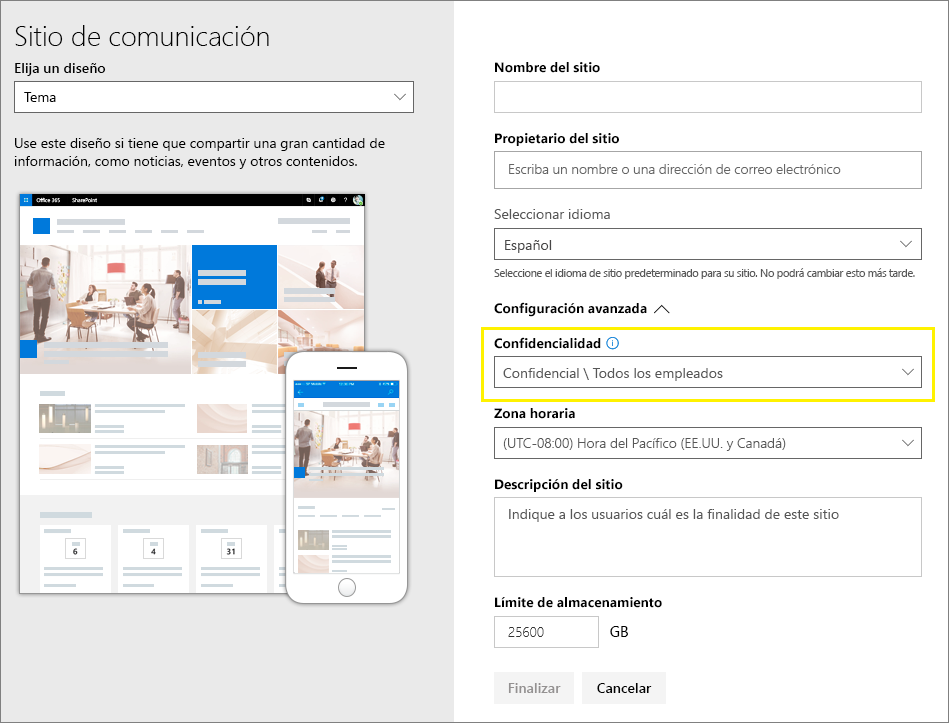 Sitio de comunicación
Elija un diseño
Tema
Use este diseño si tiene que compartir una gran cantidad de
información, como noticias, eventos y otros contenidos.
Office 365 SharePoint
?
6 4 31
Nombre del sitio
Propietario del sitio
Escriba un nombre o una dirección de correo electrónico
Seleccionar idioma
Español
Seleccione el idioma de sitio predeterminado para su sitio. No podrá cambiar esto más tarde.
Configuración avanzada
Confidencialidad
Confidencial \ Todos los empleados
Zona horaria
(UTC-08:00) Hora del Pacífico (EE.UU. y Canadá)
Descripción del sitio
Indique a los usuarios cuál es la finalidad de este sitio
Límite de almacenamiento
25600 GB
Finalizar Cancelar